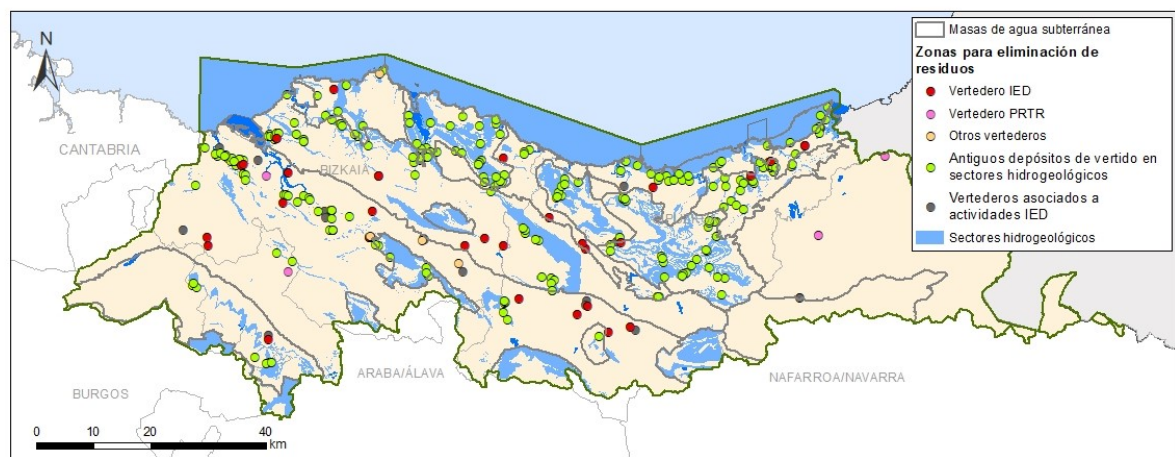 N
CANTABRIA
BIZKAIA
BURGOS
ARABA/ÁLAVA
NAFARROA/NAVARRA
0 10 20 40
km
Masas de agua subterránea
Zonas para eliminación de
residuos
Vertedero IED
Vertedero PRTR
Otros vertederos
Antiguos depósitos de vertido en
sectores hidrogeológicos
Vertederos asociados a
actividades IED
Sectores hidrogeológicos